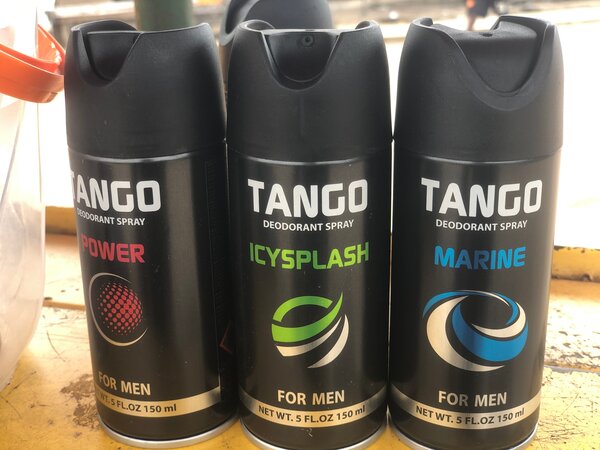 TANGO
DEODORANT SPRAY
POWER
FOR MEN
NET WT. 5 FL.OZ 150 ml
TANGO
DEODORANT SPRAY
ICYSPLASH
FOR MEN
NET WT. 5 FL.OZ 150 ml
TANGO
DEODORANT SPRAY
MARINE
FOR MEN
NET WT. 5 FL.OZ 150 ml